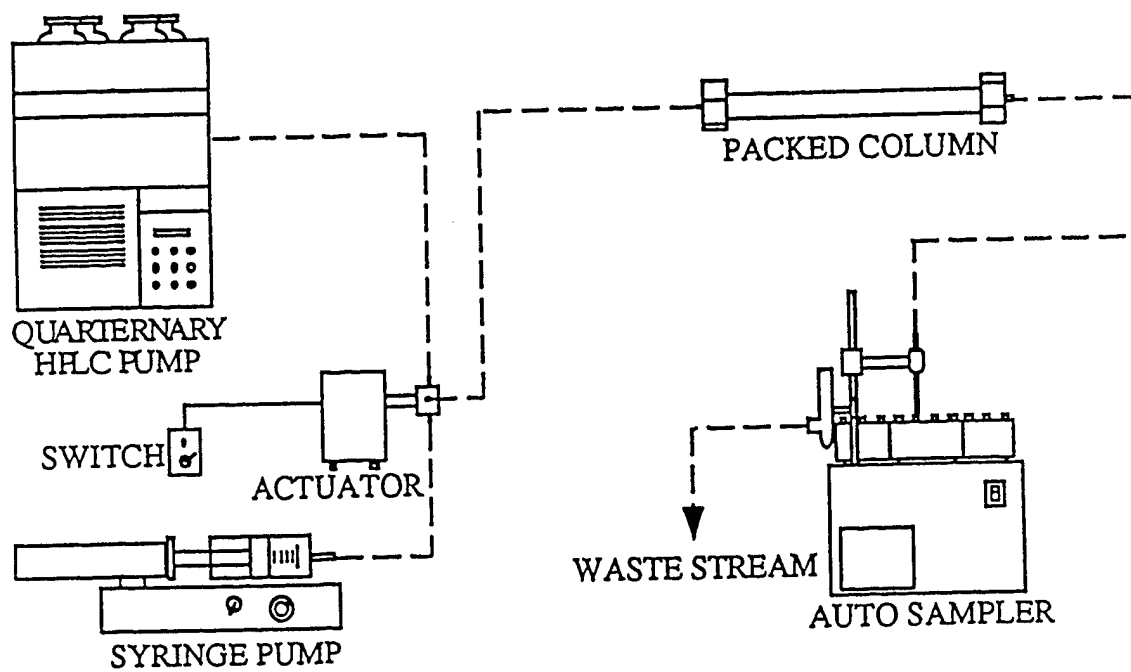 PACKED COLUMN
QUARTERNARY
HPLC PUMP
SWITCH
ACTUATOR
WASTE STREAM
AUTO SAMPLER
SYRINGE PUMP